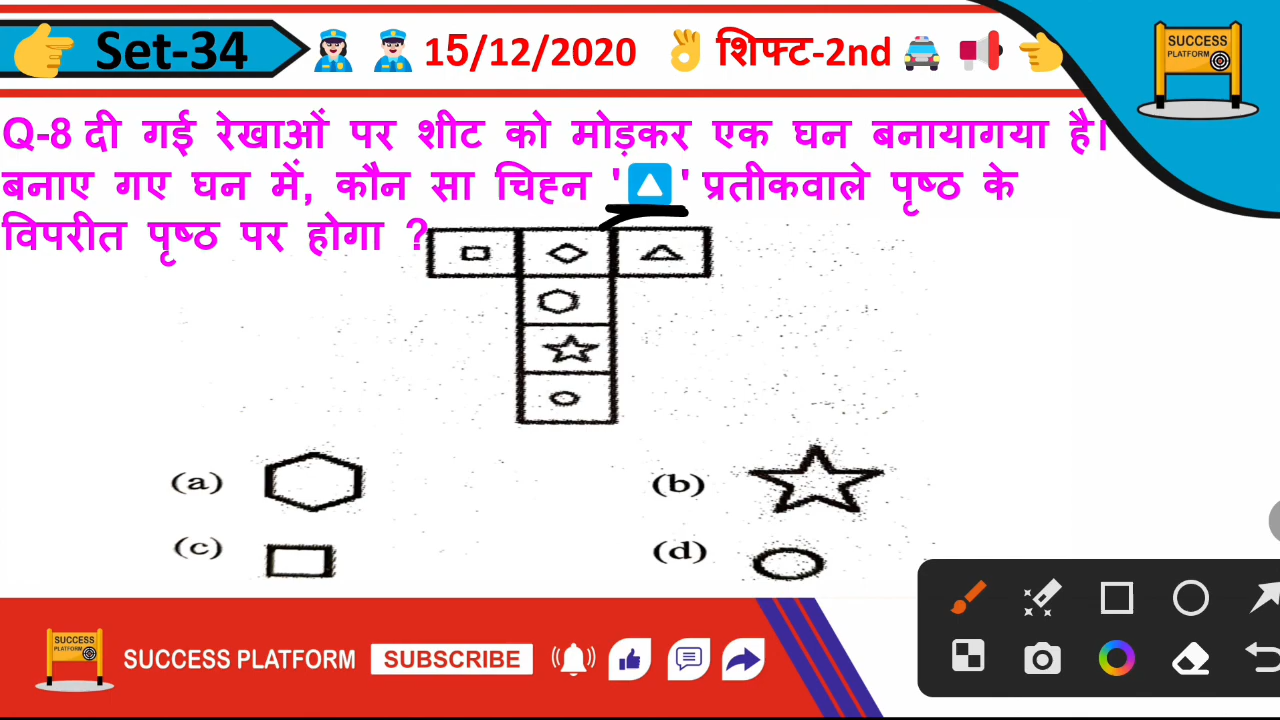 Set-34 15/12/2020 शिफ्ट-2nd
SUCCESS
PLATFORM
Q-8 दी गई रेखाओं पर शीट को मोड़कर एक घन बनायागया है।
बनाए गए घन में, कौन सा चिह्न '🔼' प्रतीकवाले पृष्ठ के
विपरीत पृष्ठ पर होगा ?
(a) (b)
(c) (d)
SUCCESS
PLATFORM
SUCCESS PLATFORM SUBSCRIBE